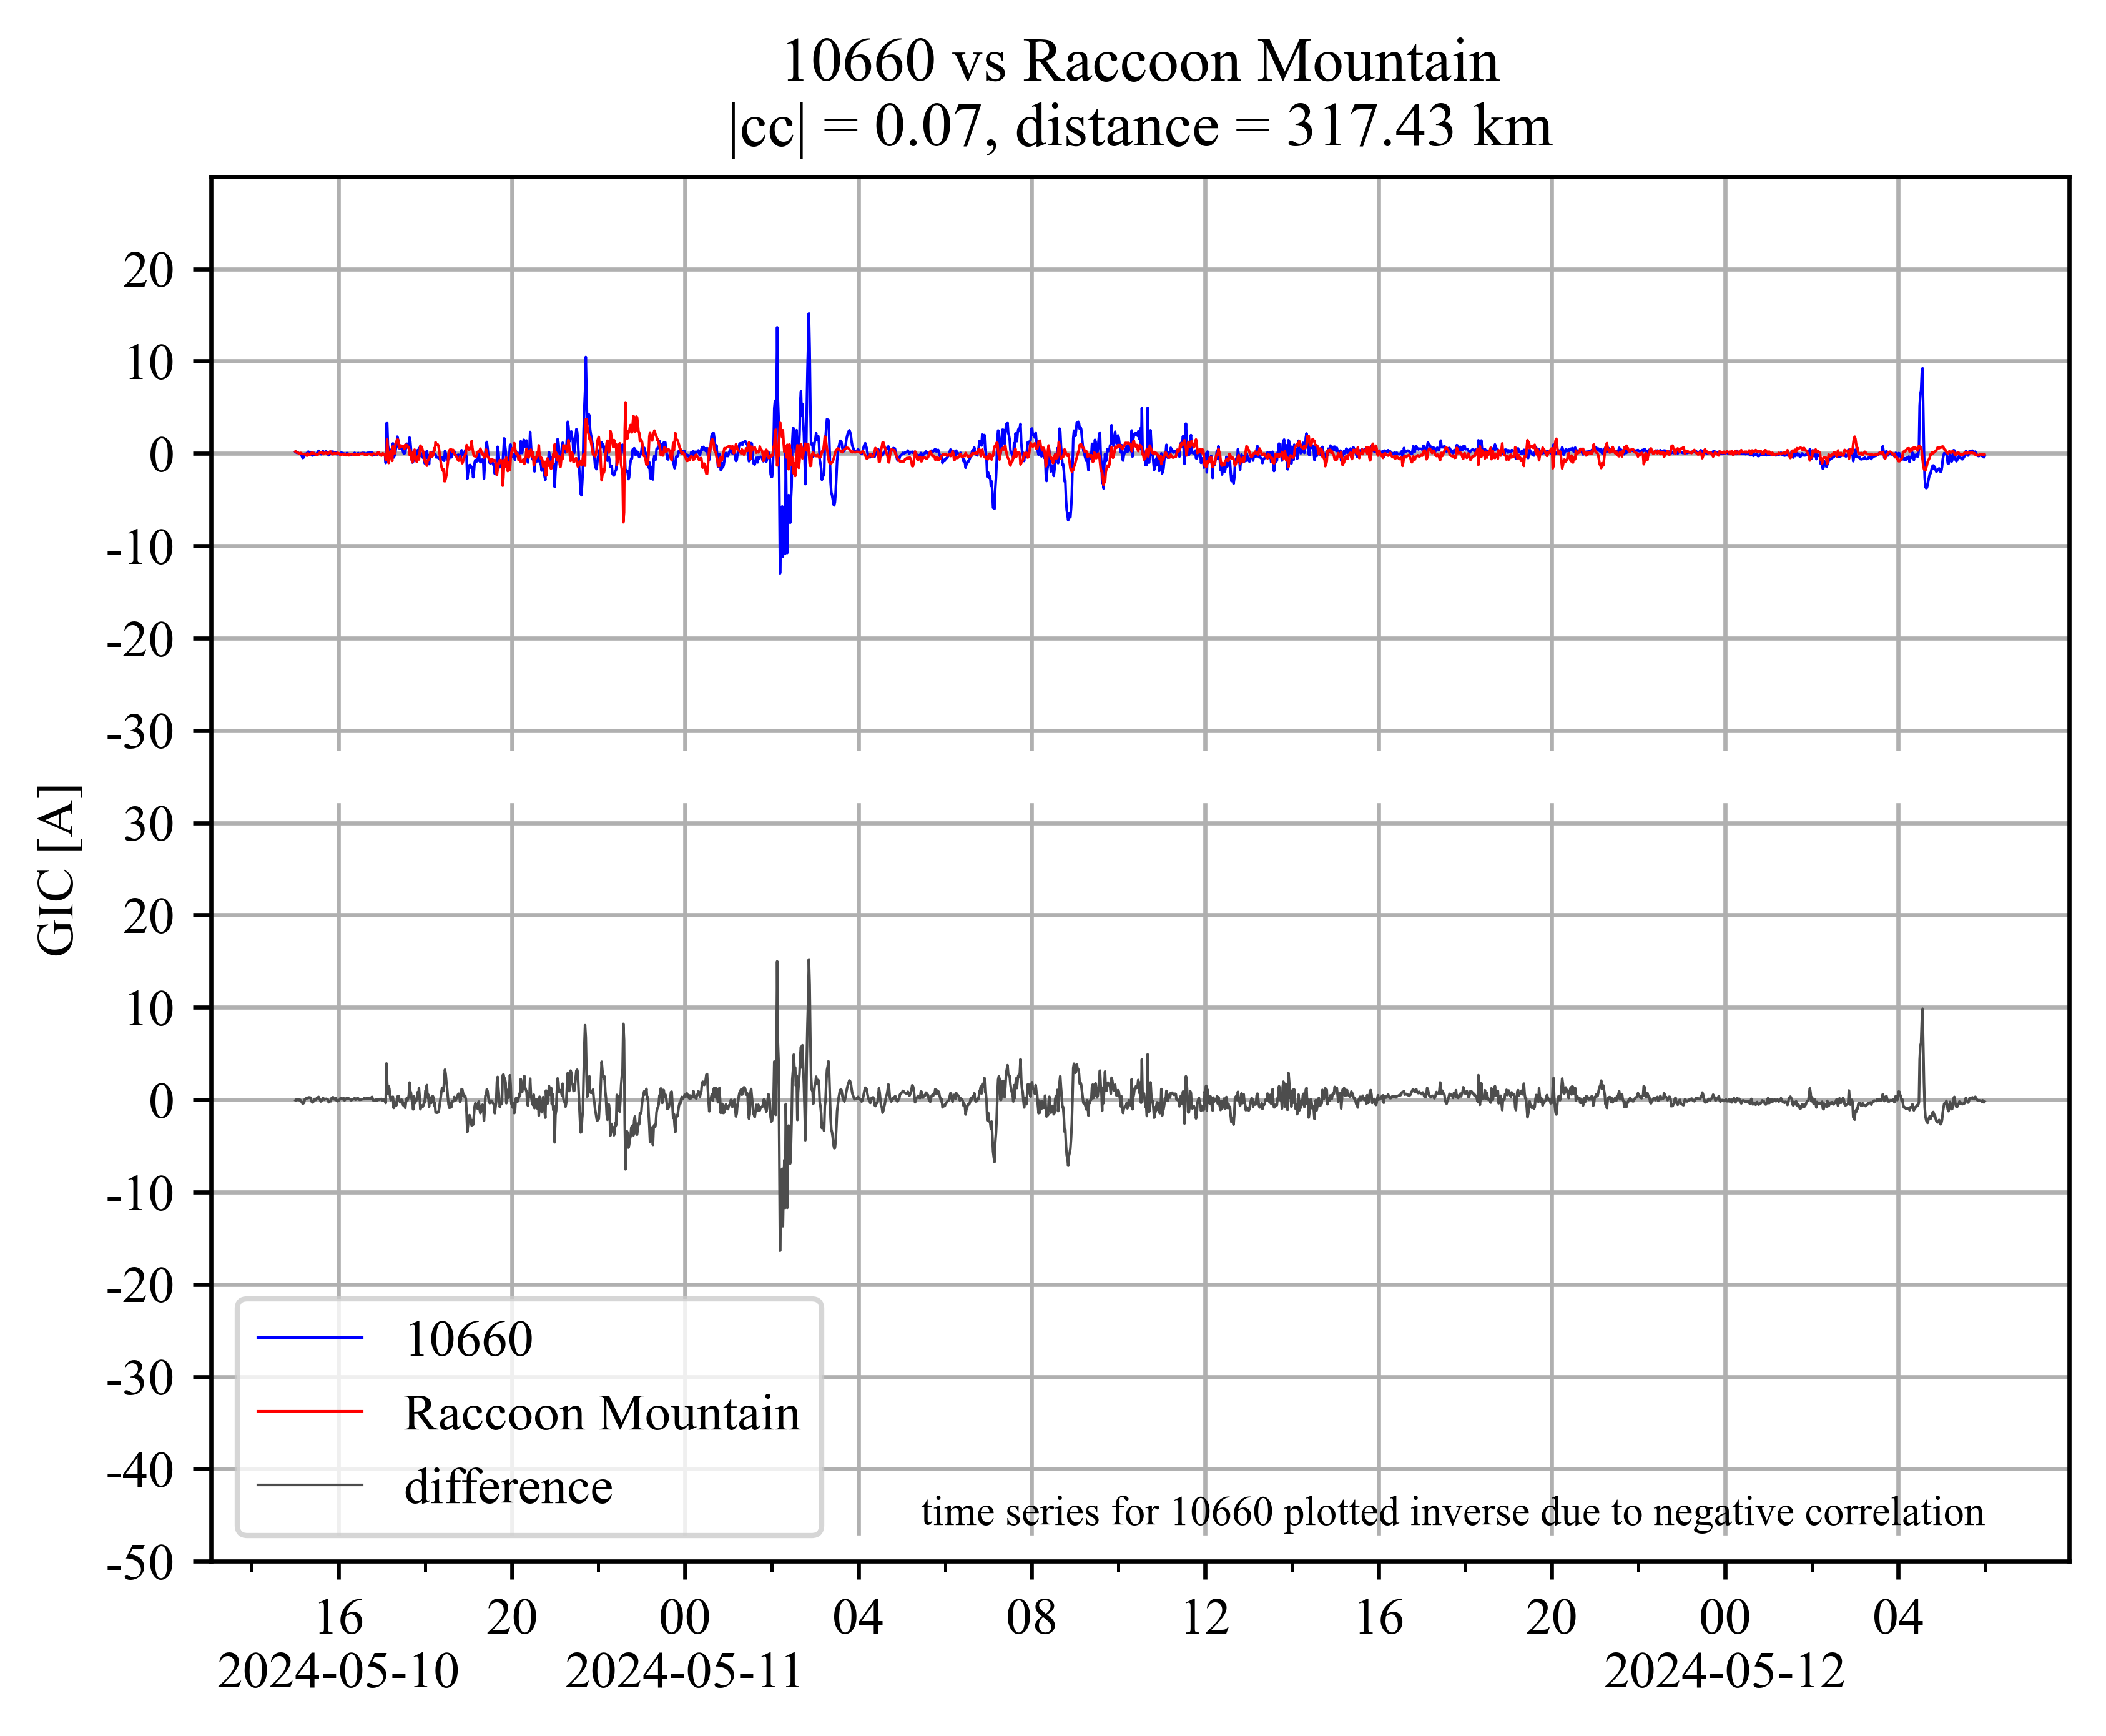 10660 vs Raccoon Mountain
|cc| = 0.07, distance = 317.43 km
GIC [A]
20
10
0
-10
-20
-30
30
20
10
0
-10
-20
-30
-40
-50
10660
Raccoon Mountain
difference
time series for 10660 plotted inverse due to negative correlation
16 20 00 04 08 12 16 20 00 04
2024-05-10 2024-05-11 2024-05-12